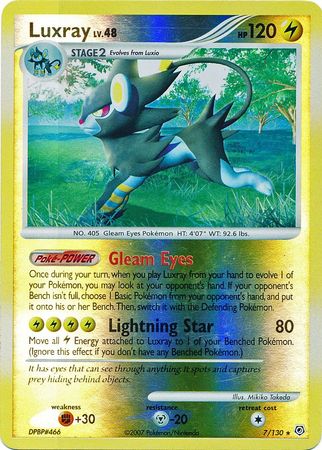 Luxray LV.48
HP 120
STAGE2 Evolves from Luxio
NO. 405 Gleam Eyes Pokémon HT: 4'07" WT: 92.6 lbs.
Poké-POWER Gleam Eyes
Once during your turn, when you play Luxray from your hand to evolve 1 of
your Pokémon, you may look at your opponent's hand. If your opponent's
Bench isn't full, choose 1 Basic Pokémon from your opponent's hand, and put
it onto his or her Bench. Then, switch it with the Defending Pokémon.
Lightning Star 80
Move all Energy attached to Luxray to 1 of your Benched Pokémon.
(Ignore this effect if you don't have any Benched Pokémon.)
It has eyes that can see through anything. It spots and captures
prey hiding behind objects.
Illus. Mikiko Takeda
DPBP#466
weakness
+30
resistance
-20
retreat cost
©2007 Pokémon/Nintendo
7/130 ★